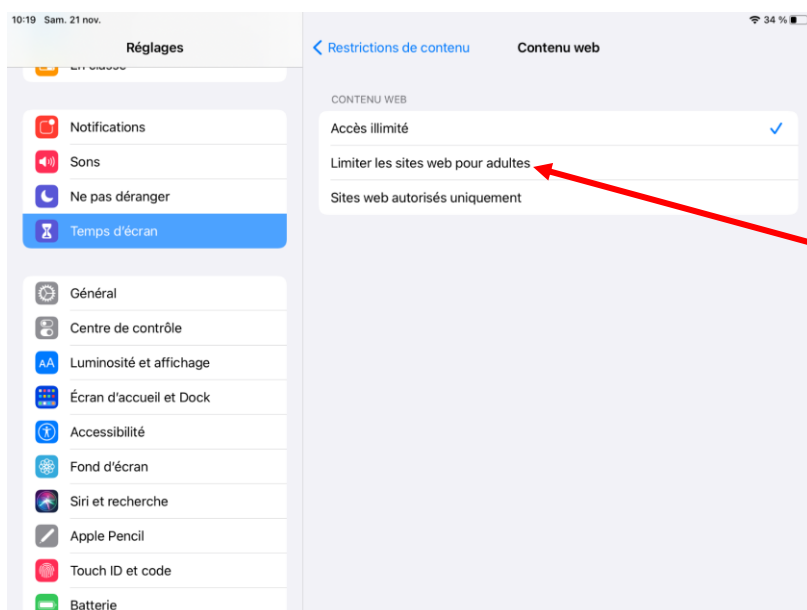 10:19 Sam. 21 nov.
34 %
Réglages
Restrictions de contenu
Contenu web
En classe
Notifications
Sons
Ne pas déranger
Temps d'écran
Général
Centre de contrôle
AA
Luminosité et affichage
Écran d'accueil et Dock
Accessibilité
Fond d'écran
Siri et recherche
Apple Pencil
Touch ID et code
Batterie
CONTENU WEB
Accès illimité
Limiter les sites web pour adultes
Sites web autorisés uniquement